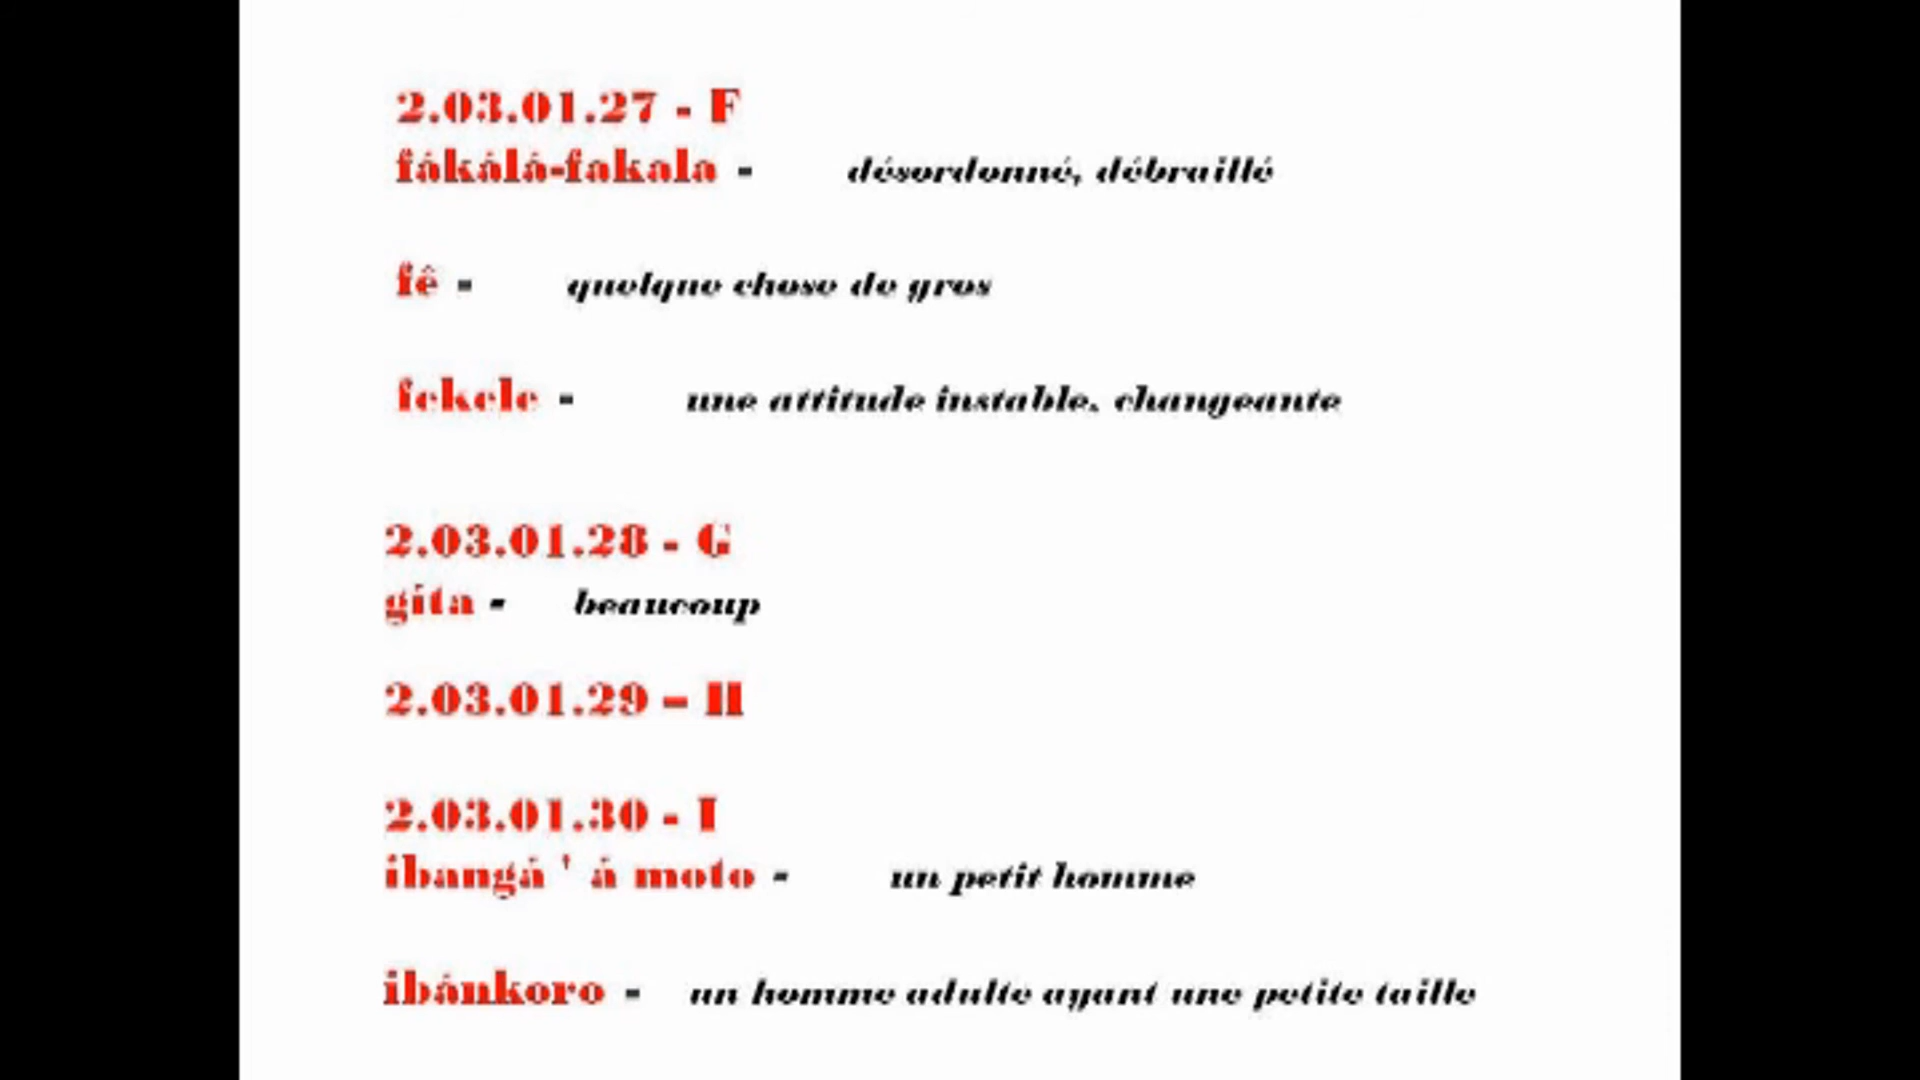 2.03.01.27 - F
fákálá-fakala - désordonné, débraillé
fê - quelque chose de gros
fekele - une attitude instable, changeante
2.03.01.28 - G
gíta - beaucoup
2.03.01.29 – H
2.03.01.30 - I
ibangá ' á moto - un petit homme
ibánkoro - un homme adulte ayant une petite taille